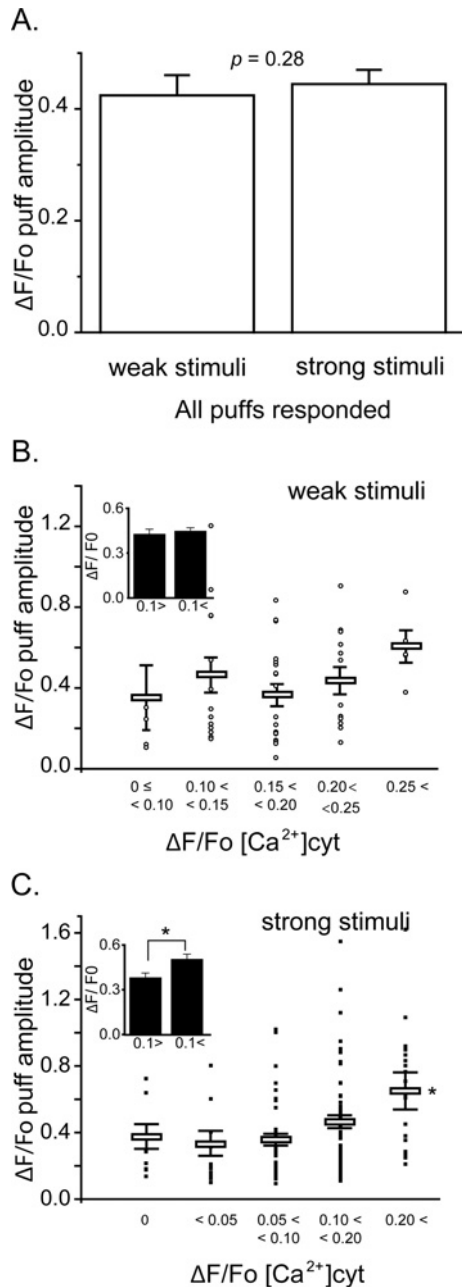 A.
p = 0.28
ΔF/Fo puff amplitude
0.4
0.2
0.0
weak stimuli strong stimuli
All puffs responded
B.
weak stimuli
ΔF/Fo puff amplitude
1.2
0.8
0.4
0.0
ΔF/ F0
0.6
0.3
0.0
0.1> 0.1<
0 ≤ 0.10 < 0.15 < 0.20 < 0.25 <
< 0.10 < 0.15 < 0.20 <0.25
ΔF/Fo [Ca²⁺]cyt
C.
strong stimuli
ΔF/Fo puff amplitude
1.6
1.2
0.8
0.4
0.0
ΔF/ F0
0.6
0.3
0.0
*
0.1> 0.1<
*
0 < 0.05 0.05 < 0.10 < 0.20 <
< 0.10 < 0.20
ΔF/Fo [Ca²⁺]cyt